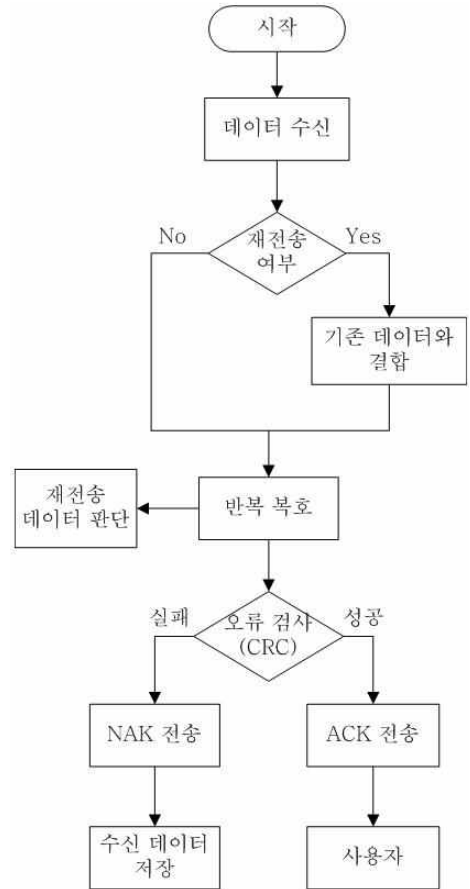 시작
데이터 수신
No
재전송
여부
Yes
기존 데이터와
결합
재전송
데이터 판단
반복 복호
실패
오류 검사
(CRC)
성공
NAK 전송
ACK 전송
수신 데이터
저장
사용자